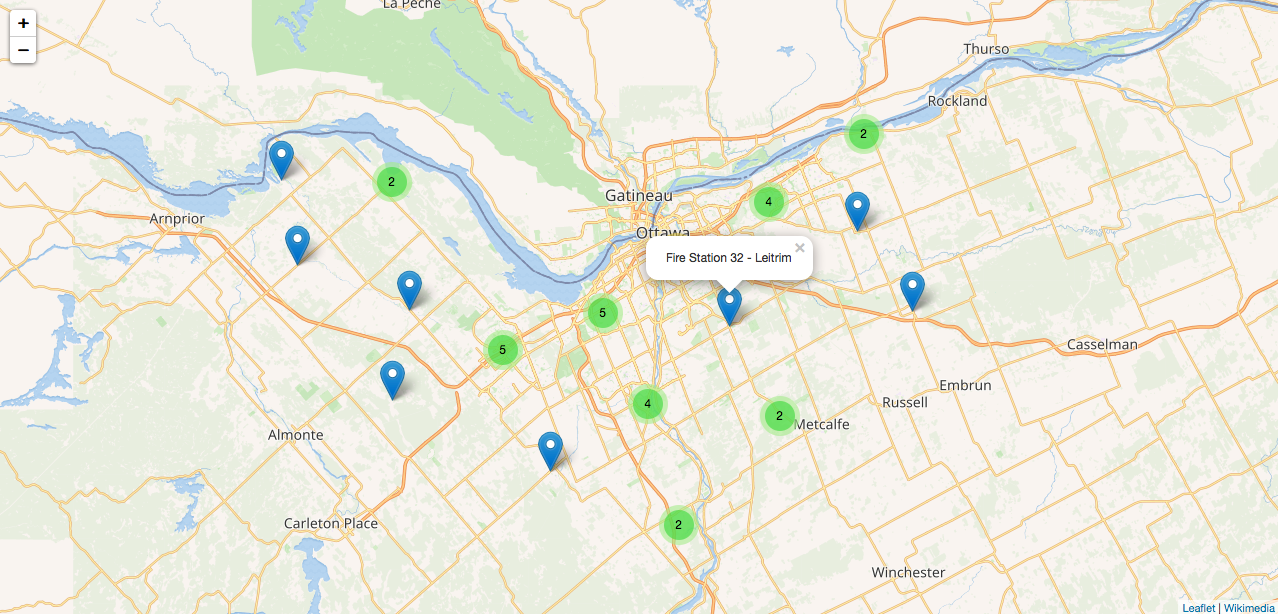 La Peche
+
−
Thurso
Rockland
2
2
Gatineau
4
Arnprior
Ottawa
×
Fire Station 32 - Leitrim
5
5
Casselman
Embrun
4
Russell
2
Metcalfe
Almonte
Carleton Place
2
Winchester
Leaflet | Wikimedia